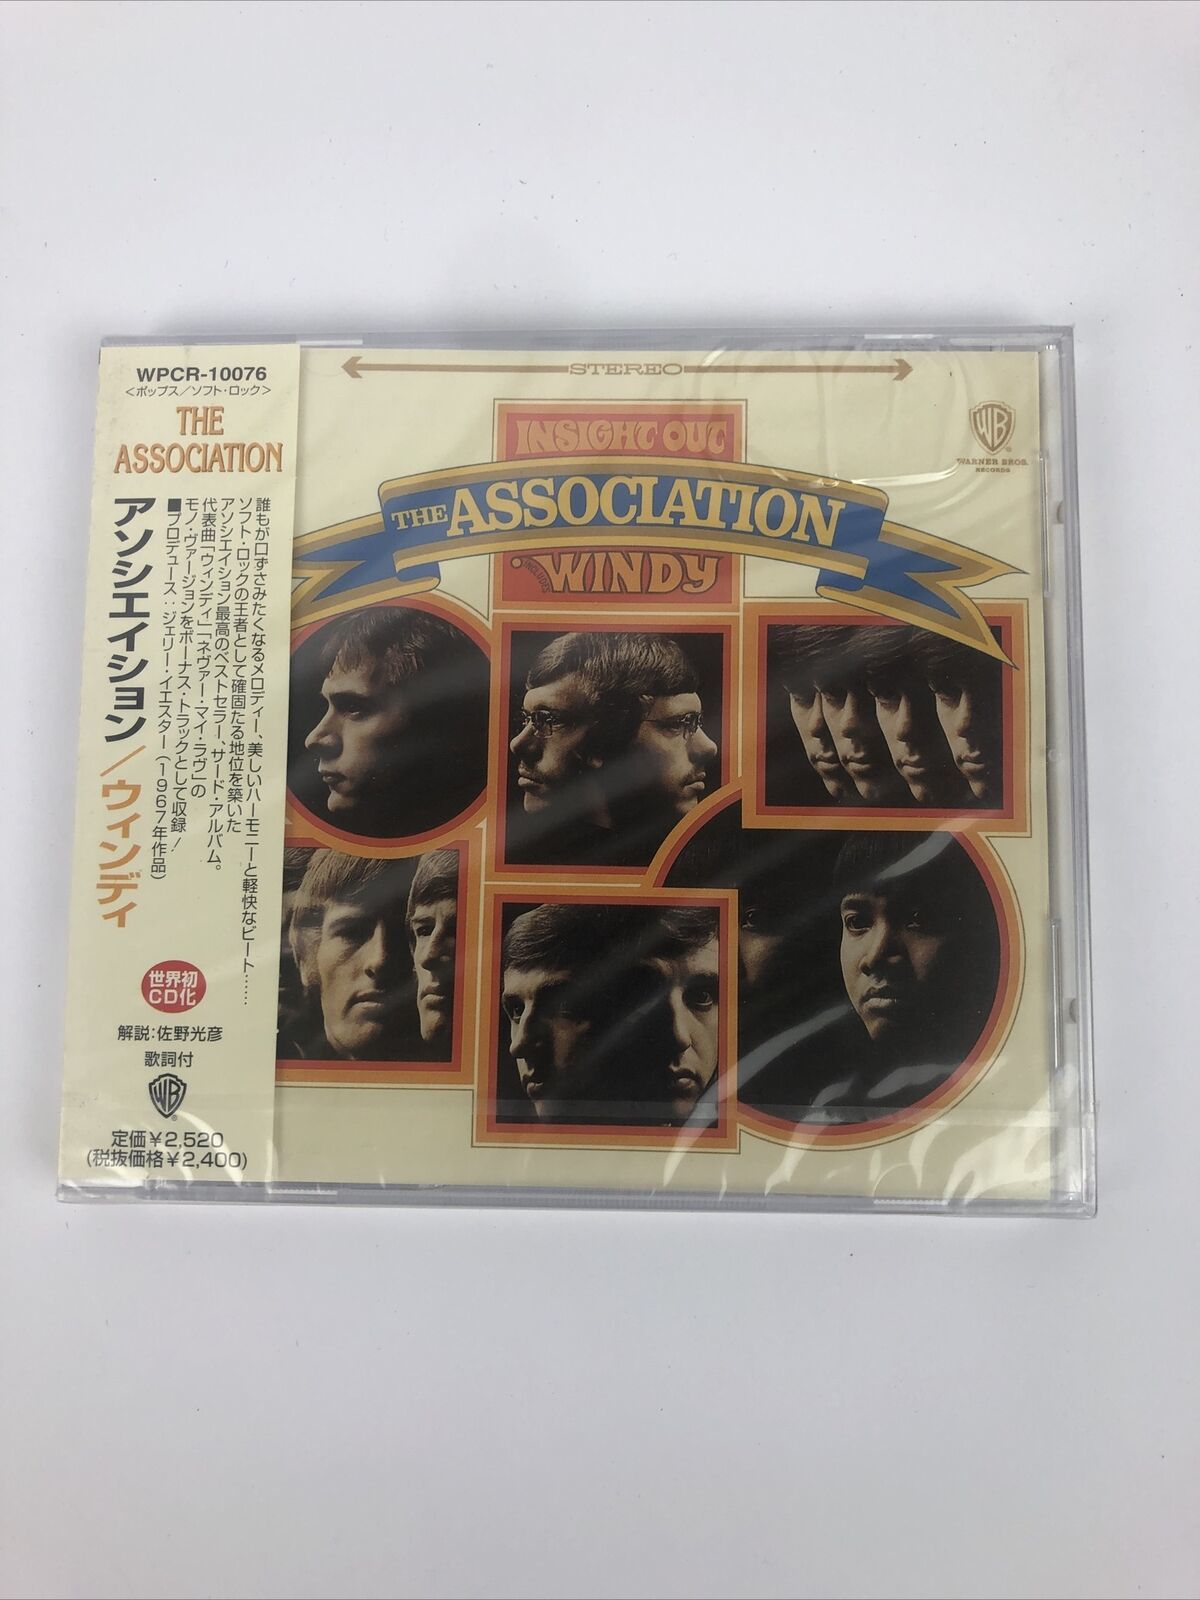 WPCR-10076
<ポップス／ソフト・ロック>
THE
ASSOCIATION
アソシエイション／ウィンディ
誰もが口ずさみたくなるメロディー、美しいハーモニーと軽快なビート……
ソフト・ロックの王者として確固たる地位を築いた
アソシエイション最高のベストセラー、サード・アルバム。
代表曲「ウィンディ」「ネヴァー・マイ・ラヴ」の
モノ・ヴァージョンをボーナス・トラックとして収録！
■プロデュース：ジェリー・イエスター(1967年作品)
世界初
CD化
解説：佐野光彦
歌詞付
WB
定価￥2,520
(税抜価格￥2,400)
STEREO
INSIGHT OUT
THE ASSOCIATION
INCLUDES WINDY
WB
WARNER BROS.
RECORDS